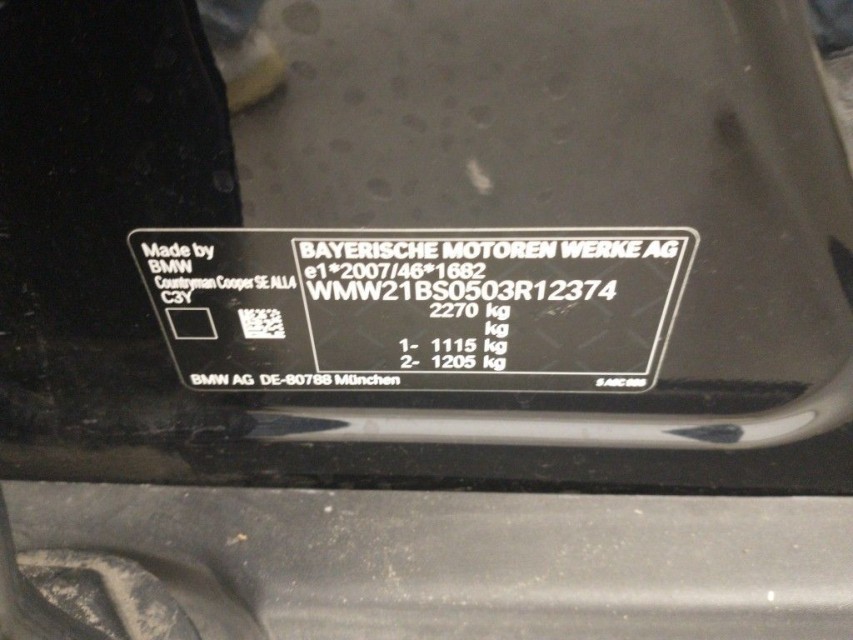 Made by
BMW
Countryman Cooper SE ALL4
C3Y
BAYERISCHE MOTOREN WERKE AG
e1*2007/46*1682
WMW21BS0503R12374
2270 kg
kg
1- 1115 kg
2- 1205 kg
BMW AG DE-80788 München